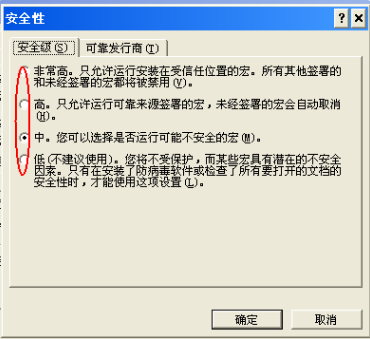 安全性
安全级(S)
可靠发行商(T)
非常高。只允许运行安装在受信任位置的宏。所有其他签署的
和未经签署的宏都将被禁用(V)。
高。只允许运行可靠来源签署的宏，未经签署的宏会自动取消
(H)。
中。您可以选择是否运行可能不安全的宏(M)。
低(不建议使用)。您将不受保护，而某些宏具有潜在的不安全
因素。只有在安装了防病毒软件或检查了所有要打开的文档的
安全性时，才能使用这项设置(L)。
确定
取消